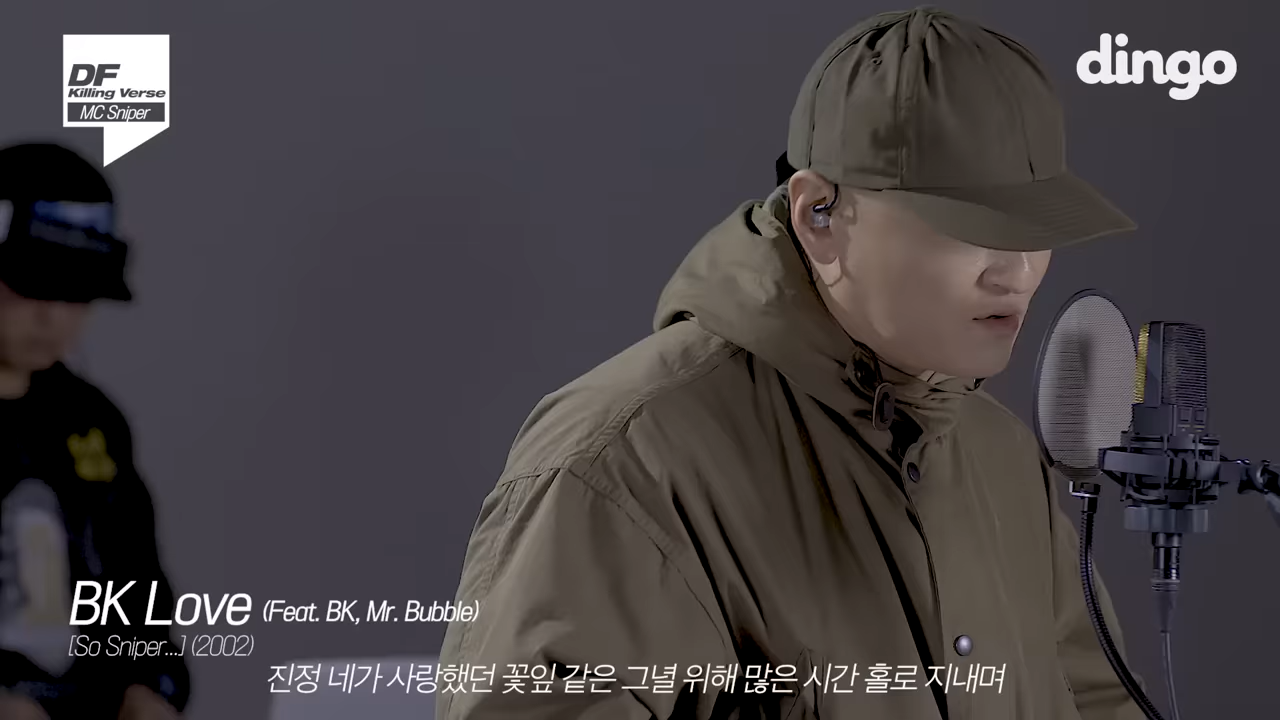 DF
Killing Verse
MC Sniper
dingo
BK Love (Feat. BK, Mr. Bubble)
[So Sniper...] (2002)
진정 네가 사랑했던 꽃잎 같은 그녈 위해 많은 시간 홀로 지내며